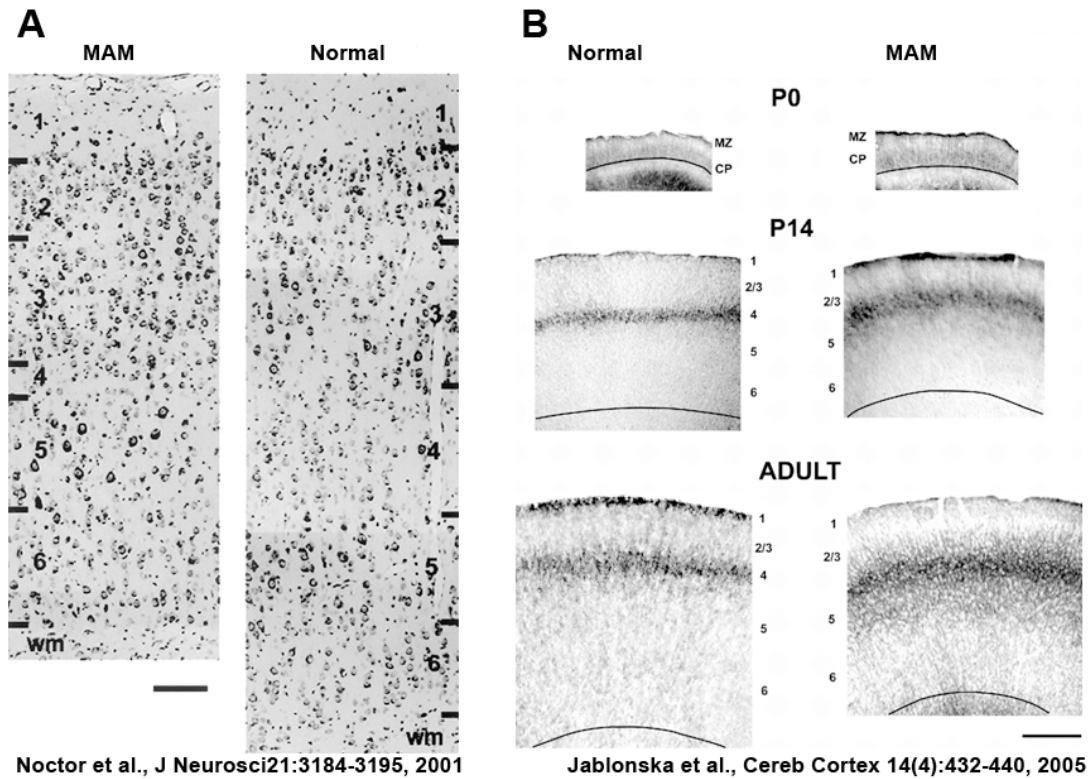 A
MAM
Normal
1
2
3
4
5
6
wm
1
2
3
4
5
6
wm
Noctor et al., J Neurosci21:3184-3195, 2001
B
Normal
MAM
P0
MZ
CP
MZ
CP
P14
1
2/3
4
5
6
1
2/3
5
6
ADULT
1
2/3
4
5
6
1
2/3
5
6
Jablonska et al., Cereb Cortex 14(4):432-440, 2005